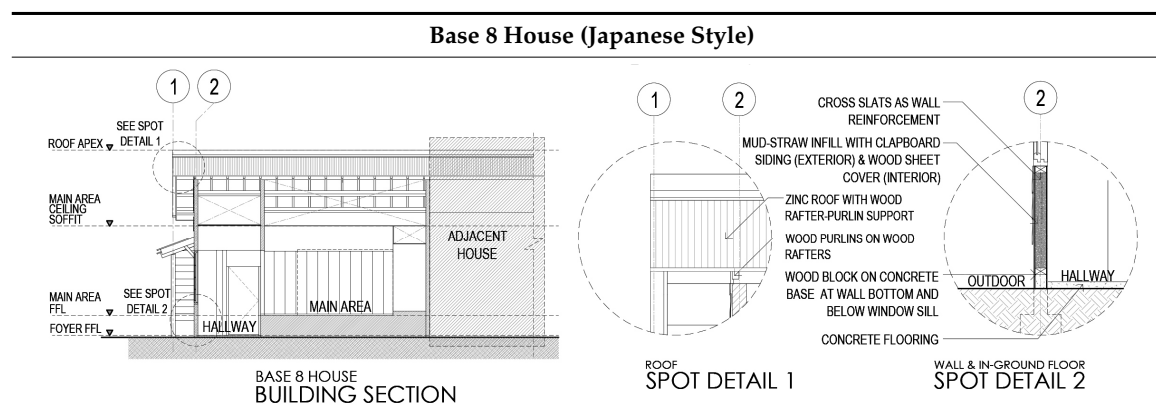 Base 8 House (Japanese Style)
1
2
SEE SPOT
DETAIL 1
ROOF APEX
MAIN AREA
CEILING
SOFFIT
ADJACENT
HOUSE
MAIN AREA
FFL
SEE SPOT
DETAIL 2
MAIN AREA
HALLWAY
FOYER FFL
BASE 8 HOUSE
BUILDING SECTION
1
2
ZINC ROOF WITH WOOD
RAFTER-PURLIN SUPPORT
WOOD PURLINS ON WOOD
RAFTERS
ROOF
SPOT DETAIL 1
2
CROSS SLATS AS WALL
REINFORCEMENT
MUD-STRAW INFILL WITH CLAPBOARD
SIDING (EXTERIOR) & WOOD SHEET
COVER (INTERIOR)
WOOD BLOCK ON CONCRETE
BASE AT WALL BOTTOM AND
BELOW WINDOW SILL
OUTDOOR
HALLWAY
CONCRETE FLOORING
WALL & IN-GROUND FLOOR
SPOT DETAIL 2